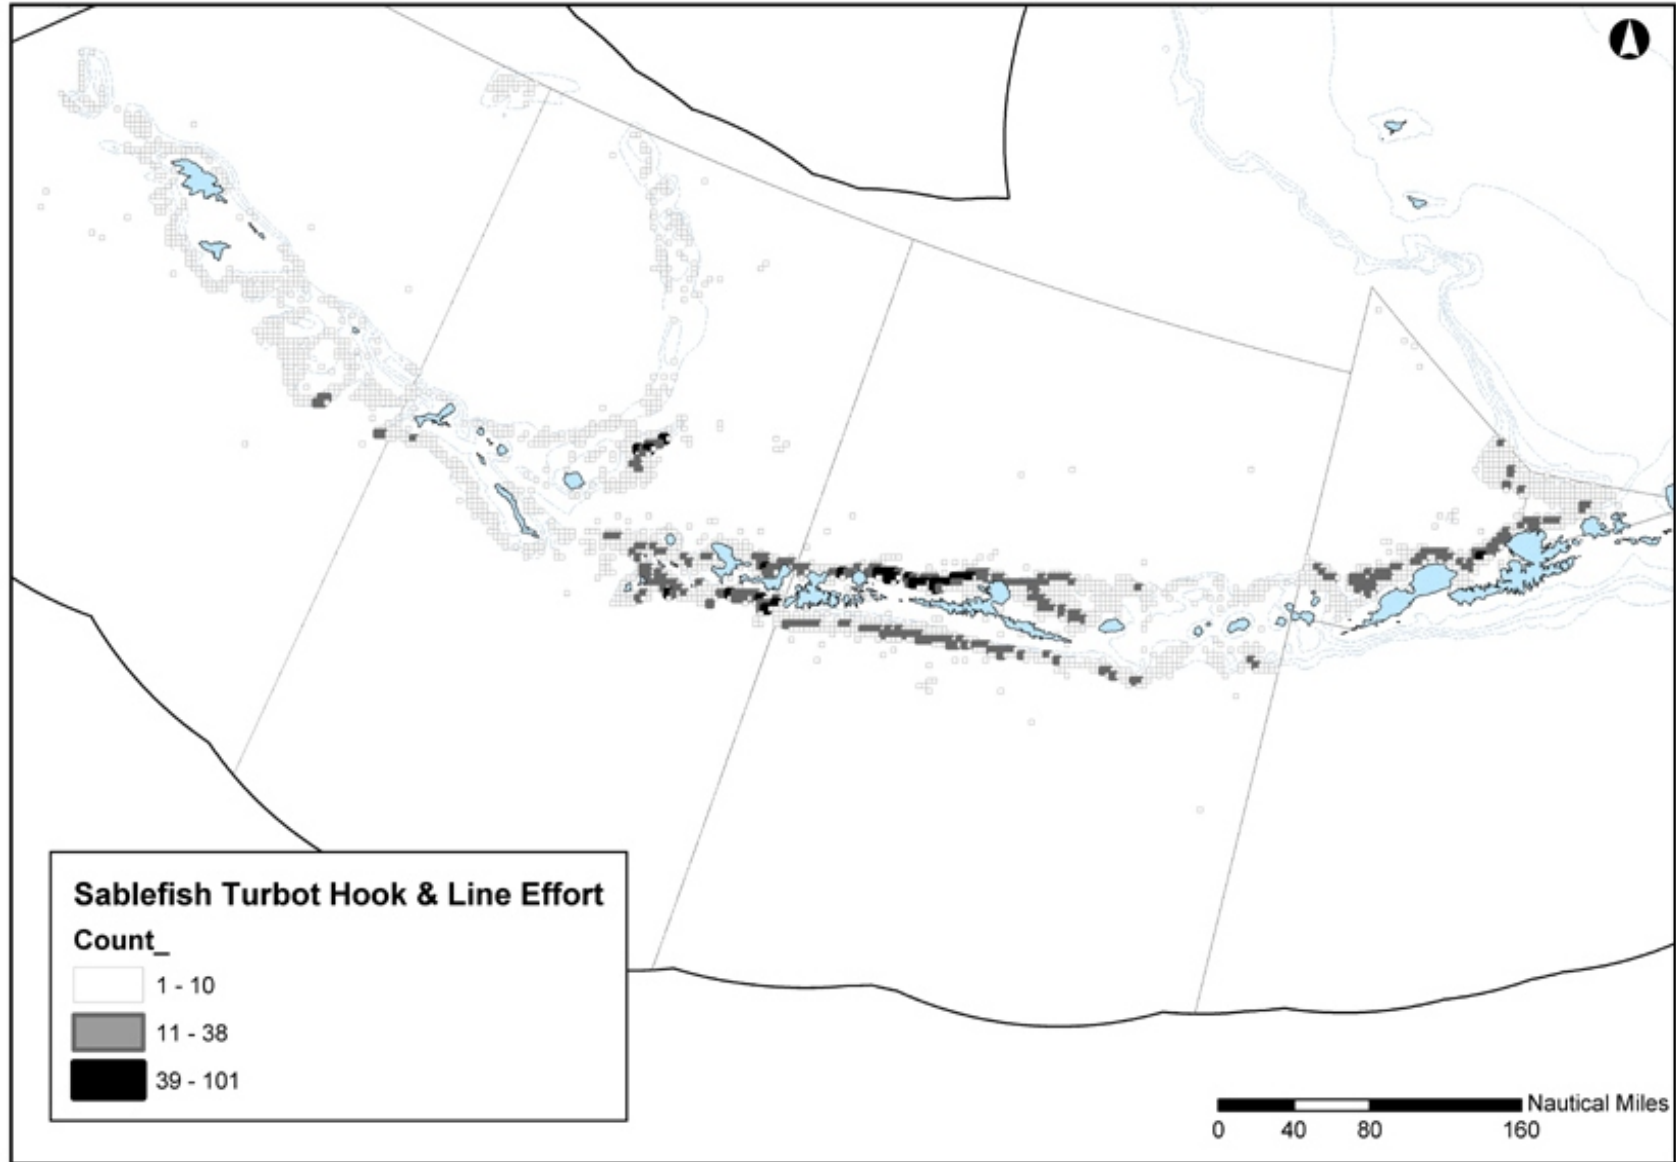 Sablefish Turbot Hook & Line Effort
Count_
1 - 10
11 - 38
39 - 101
Nautical Miles
0 40 80 160